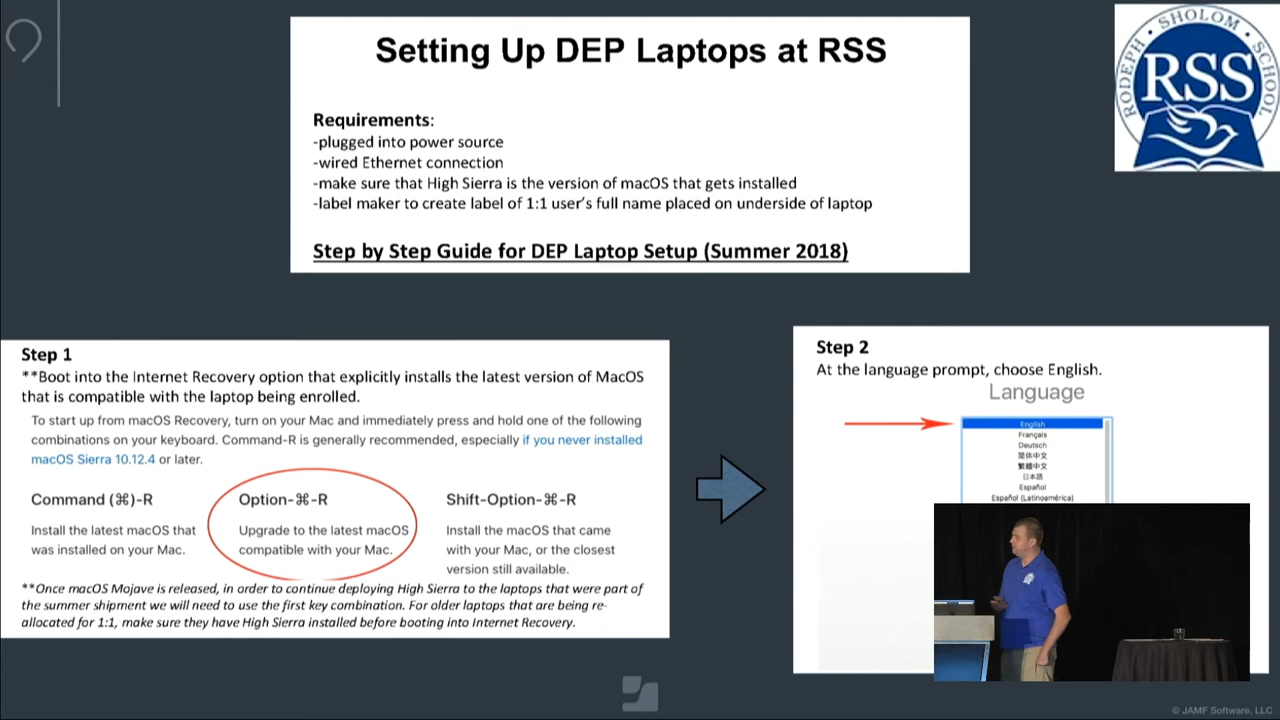 Setting Up DEP Laptops at RSS
RODEPH · SHOLOM · SCHOOL
RSS
Requirements:
-plugged into power source
-wired Ethernet connection
-make sure that High Sierra is the version of macOS that gets installed
-label maker to create label of 1:1 user's full name placed on underside of laptop
Step by Step Guide for DEP Laptop Setup (Summer 2018)
Step 1
**Boot into the Internet Recovery option that explicitly installs the latest version of MacOS
that is compatible with the laptop being enrolled.
To start up from macOS Recovery, turn on your Mac and immediately press and hold one of the following
combinations on your keyboard. Command-R is generally recommended, especially if you never installed
macOS Sierra 10.12.4 or later.
Command (⌘)-R
Install the latest macOS that
was installed on your Mac.
Option-⌘-R
Upgrade to the latest macOS
compatible with your Mac.
Shift-Option-⌘-R
Install the macOS that came
with your Mac, or the closest
version still available.
**Once macOS Mojave is released, in order to continue deploying High Sierra to the laptops that were part of
the summer shipment we will need to use the first key combination. For older laptops that are being re-
allocated for 1:1, make sure they have High Sierra installed before booting into Internet Recovery.
Step 2
At the language prompt, choose English.
Language
English
Français
Deutsch
简体中文
繁體中文
日本語
Español
Español (Latinoamérica)
© JAMF Software, LLC